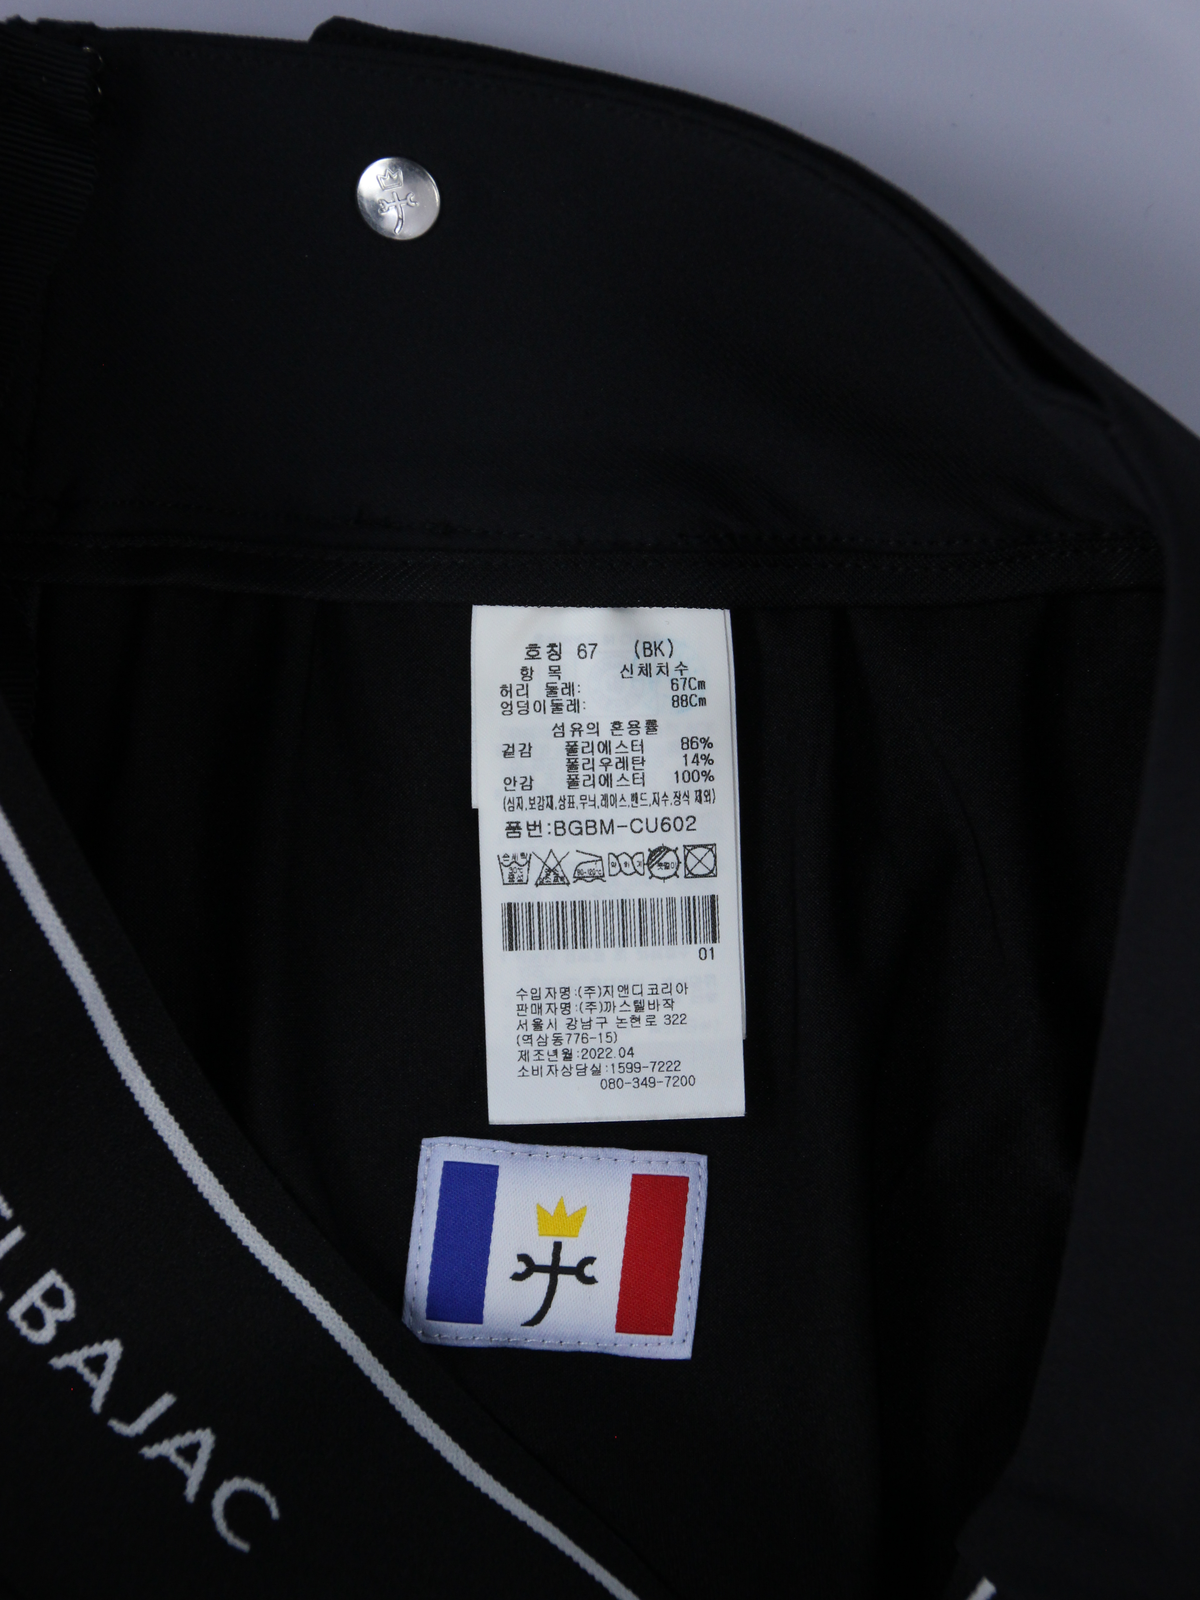 호칭 67 (BK)
항 목 신체치수
허리 둘레: 67Cm
엉덩이둘레: 88Cm
섬유의 혼용률
겉감 폴리에스터 86%
폴리우레탄 14%
안감 폴리에스터 100%
(심지,보강재,상표,무늬,레이스,밴드,자수,장식 제외)
품번:BGBM-CU602
01
수입자명:(주)지앤디코리아
판매자명:(주)까스텔바작
서울시 강남구 논현로 322
(역삼동776-15)
제조년월:2022.04
소비자상담실:1599-7222
080-349-7200
ELBAJAC